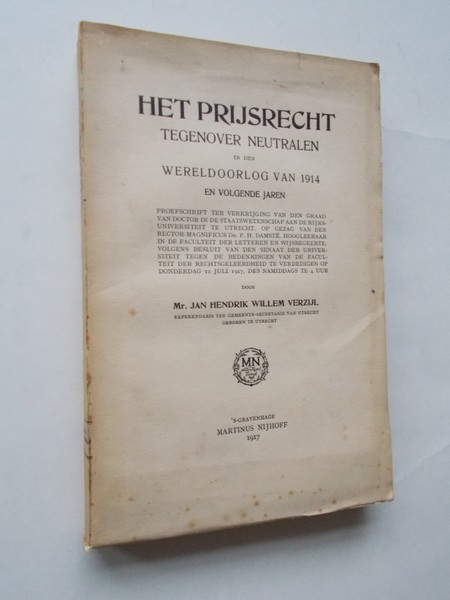 HET PRIJSRECHT
TEGENOVER NEUTRALEN
IN DEN
WERELDOORLOG VAN 1914
EN VOLGENDE JAREN
PROEFSCHRIFT TER VERKRIJGING VAN DEN GRAAD
VAN DOCTOR IN DE STAATSWETENSCHAP AAN DE RIJKS-
UNIVERSITEIT TE UTRECHT, OP GEZAG VAN DEN
RECTOR-MAGNIFICUS Dr. P. H. DAMSTÉ, HOOGLEERAAR
IN DE FACULTEIT DER LETTEREN EN WIJSBEGEERTE,
VOLGENS BESLUIT VAN DEN SENAAT DER UNIVER-
SITEIT TEGEN DE BEDENKINGEN VAN DE FACUL-
TEIT DER RECHTSGELEERDHEID TE VERDEDIGEN OP
DONDERDAG 12 JULI 1917, DES NAMIDDAGS TE 4 UUR
DOOR
Mr. JAN HENDRIK WILLEM VERZIJL
REFERENDARIS TER GEMEENTE-SECRETARIE VAN UTRECHT
GEBOREN TE UTRECHT
MN
'S-GRAVENHAGE
MARTINUS NIJHOFF
1917